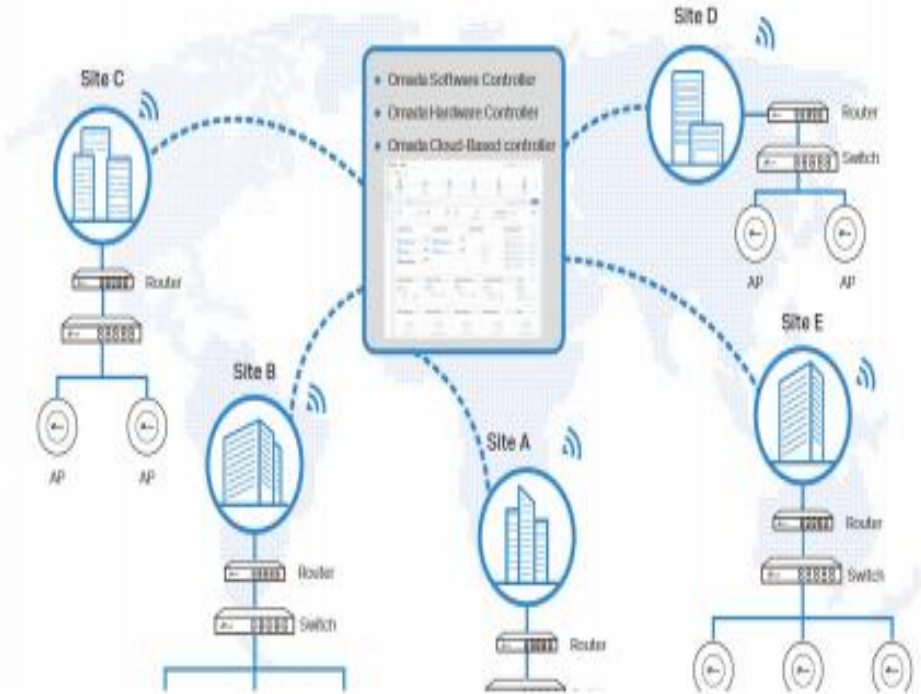 Site D
Site C
• Omada Software Controller
• Omada Hardware Controller
• Omada Cloud-Based controller
Router
Switch
AP
AP
Router
Site E
Site B
AP
AP
Site A
Router
Switch
Router
Switch
Router